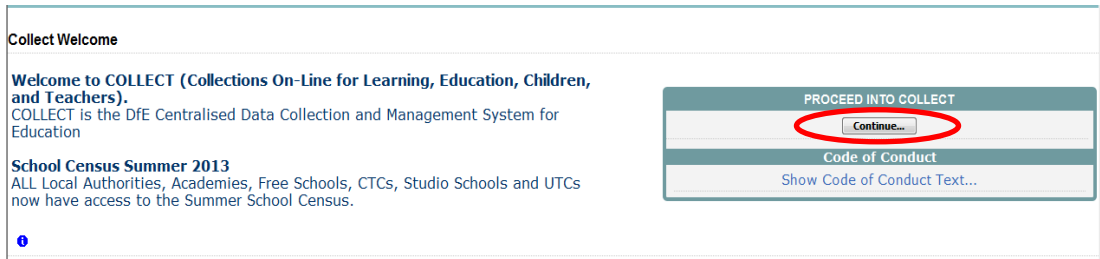 Collect Welcome
Welcome to COLLECT (Collections On-Line for Learning, Education, Children,
and Teachers).
COLLECT is the DfE Centralised Data Collection and Management System for
Education
School Census Summer 2013
ALL Local Authorities, Academies, Free Schools, CTCs, Studio Schools and UTCs
now have access to the Summer School Census.
PROCEED INTO COLLECT
Continue...
Code of Conduct
Show Code of Conduct Text...